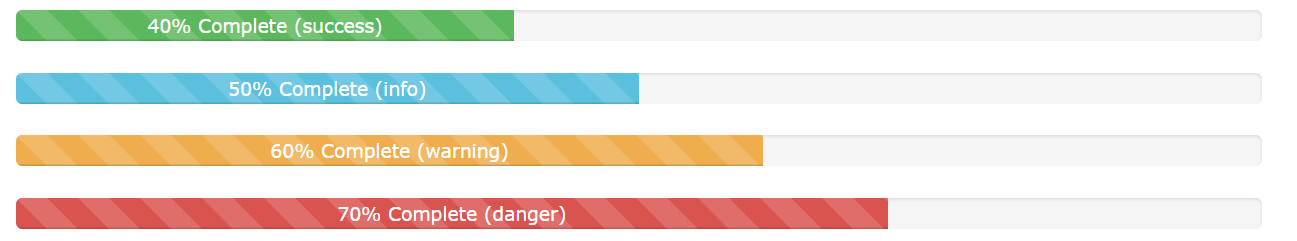 40% Complete (success)
50% Complete (info)
60% Complete (warning)
70% Complete (danger)